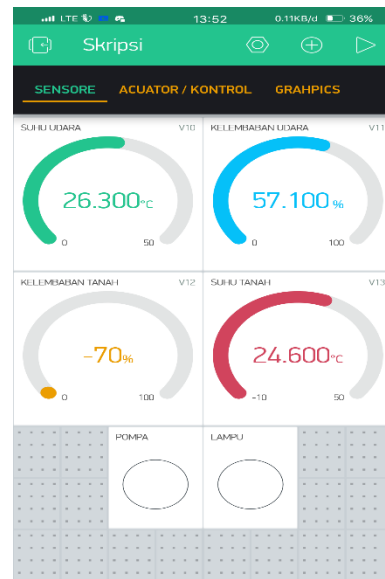 LTE 13:52 0.11KB/d 36%
Skripsi
SENSORE ACUATOR / KONTROL GRAHPICS
SUHU UDARA V10 KELEMBABAN UDARA V11
26.300°C 57.100 %
0 50 0 100
KELEMBABAN TANAH V12 SUHU TANAH V13
-70% 24.600°C
0 100 -10 50
POMPA LAMPU